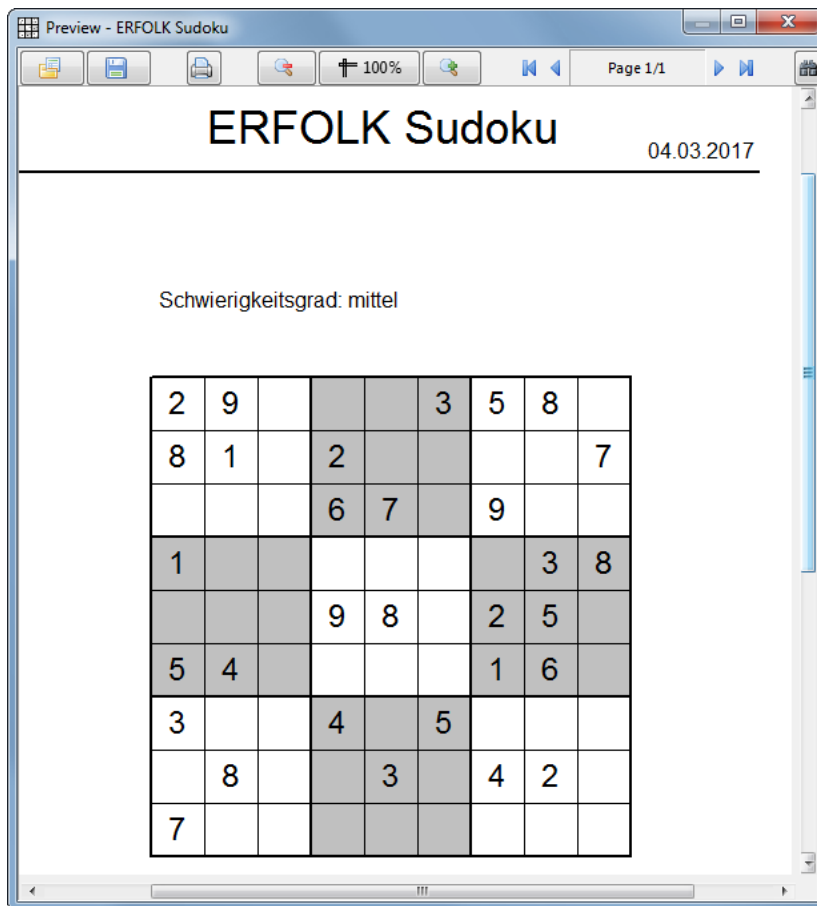 Preview - ERFOLK Sudoku
100% Page 1/1
ERFOLK Sudoku
04.03.2017
Schwierigkeitsgrad: mittel
2 9 3 5 8
8 1 2 7
6 7 9
1 3 8
9 8 2 5
5 4 1 6
3 4 5
8 3 4 2
7